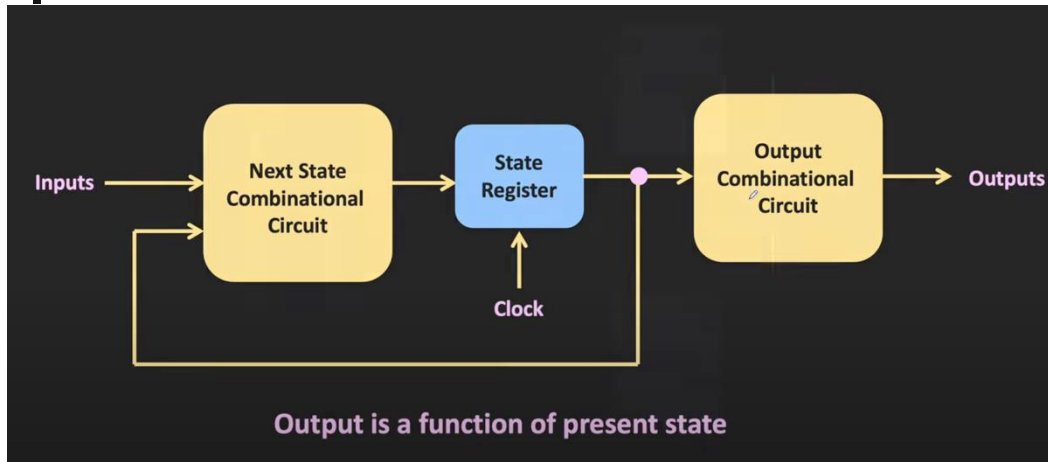 Inputs
Next State
Combinational
Circuit
State
Register
Clock
Output
Combinational
Circuit
Outputs
Output is a function of present state